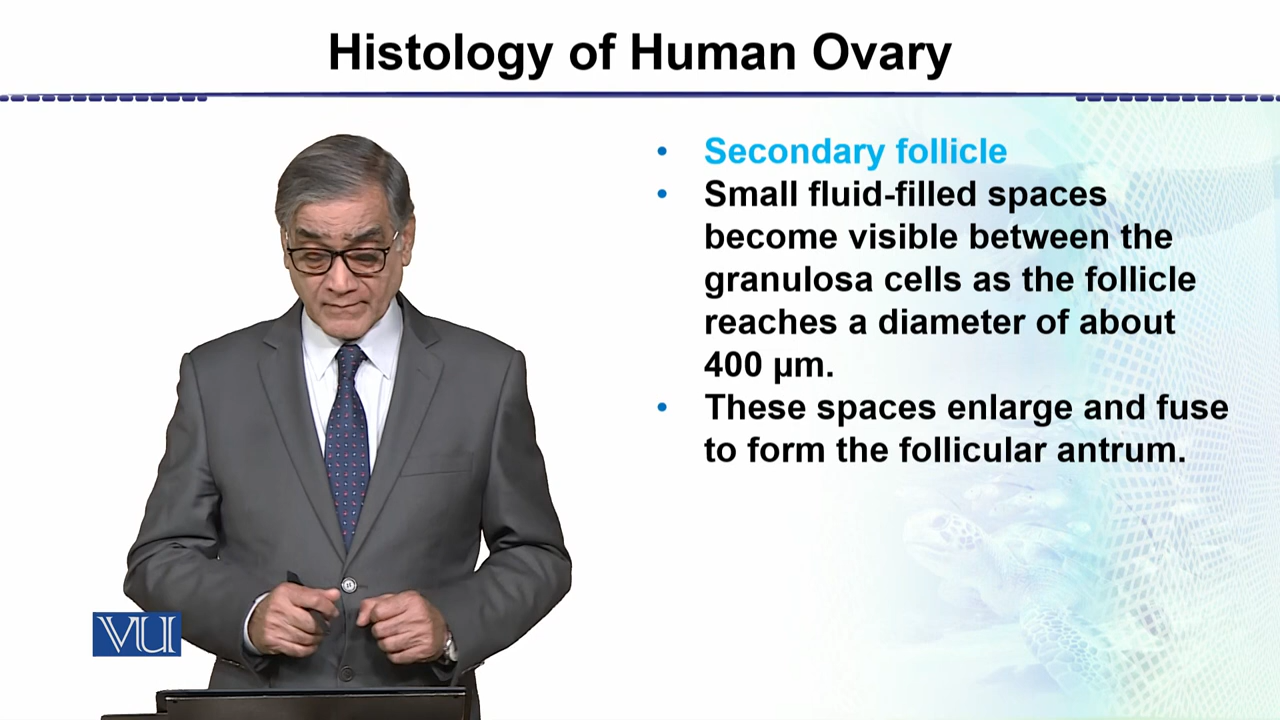 Histology of Human Ovary
• Secondary follicle
• Small fluid-filled spaces
become visible between the
granulosa cells as the follicle
reaches a diameter of about
400 µm.
• These spaces enlarge and fuse
to form the follicular antrum.
VU